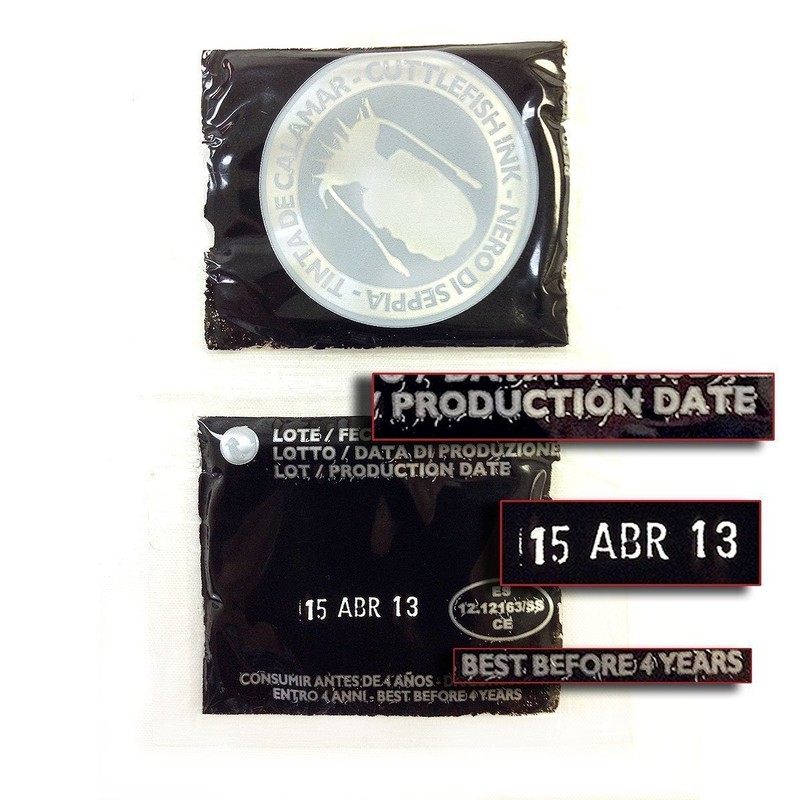 TINTA DE CALAMAR - CUTTLEFISH INK - NERO DI SEPPIA -
/ PRODUCTION DATE
LOTE / FEC
LOTTO / DATA DI PRODUZIONE
LOT / PRODUCTION DATE
15 ABR 13
15 ABR 13
ES
12.12163/SS
CE
BEST BEFORE 4 YEARS
CONSUMIR ANTES DE 4 AÑOS - D
ENTRO 4 ANNI - BEST BEFORE 4 YEARS